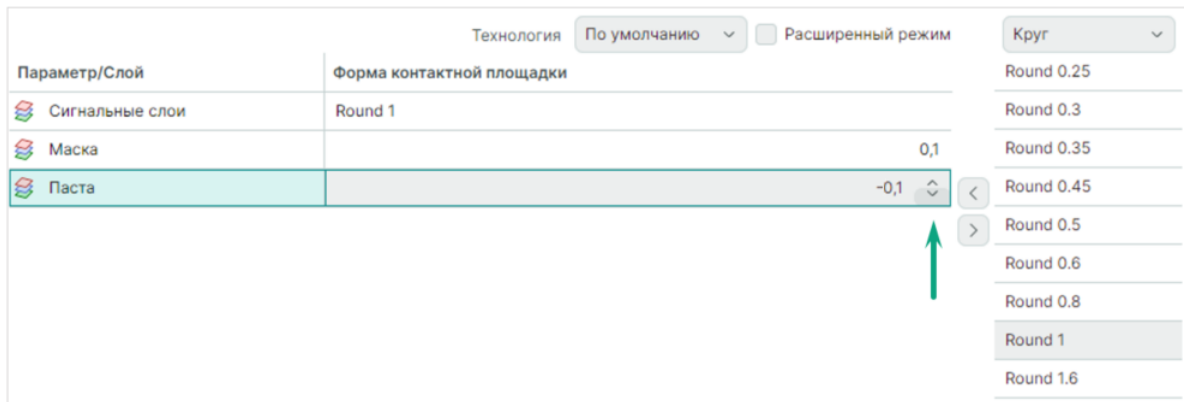 Технология По умолчанию Расширенный режим Круг
Параметр/Слой Форма контактной площадки Round 0.25
Сигнальные слои Round 1 Round 0.3
Маска 0,1 Round 0.35
Паста -0,1 Round 0.45
Round 0.5
Round 0.6
Round 0.8
Round 1
Round 1.6